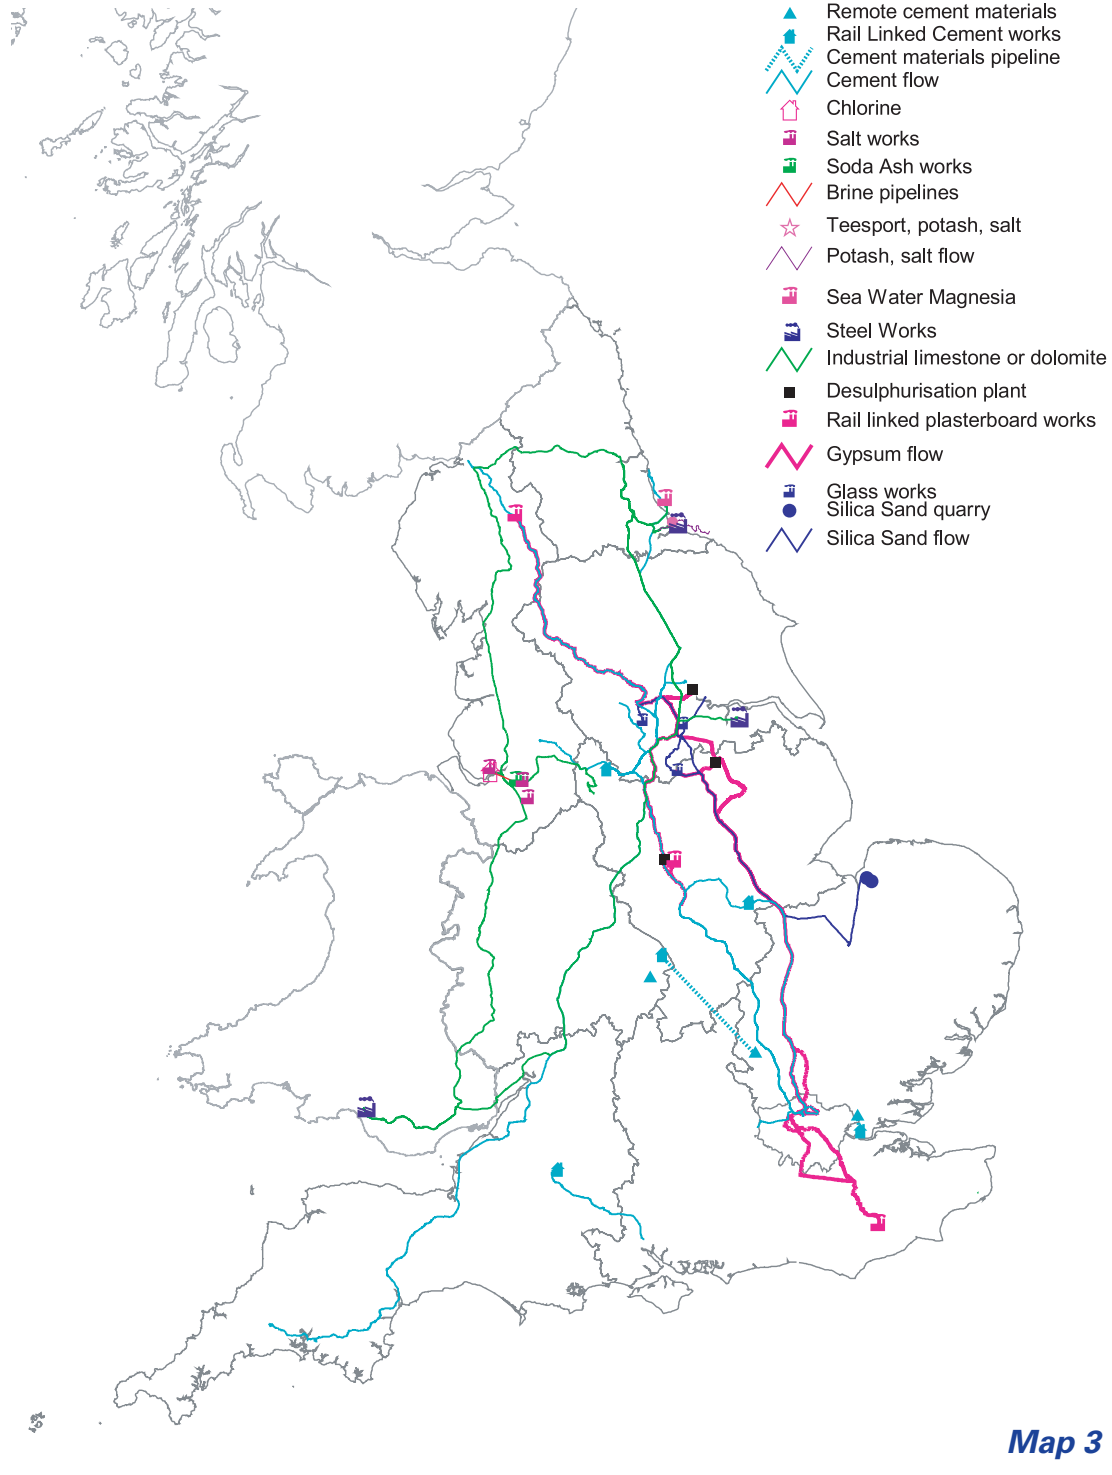 Remote cement materials
Rail Linked Cement works
Cement materials pipeline
Cement flow
Chlorine
Salt works
Soda Ash works
Brine pipelines
Teesport, potash, salt
Potash, salt flow
Sea Water Magnesia
Steel Works
Industrial limestone or dolomite
Desulphurisation plant
Rail linked plasterboard works
Gypsum flow
Glass works
Silica Sand quarry
Silica Sand flow
Map 3